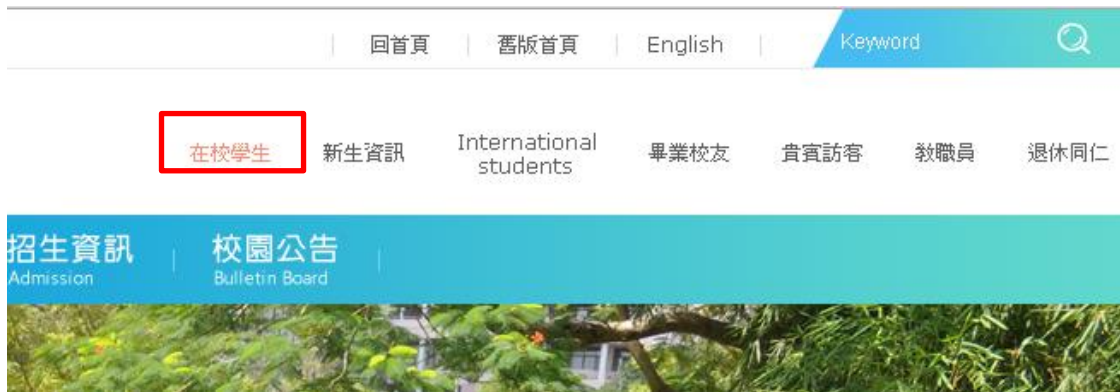 回首頁 舊版首頁 English Keyword
在校學生 新生資訊 International students 畢業校友 貴賓訪客 教職員 退休同仁
招生資訊 校園公告
Admission Bulletin Board